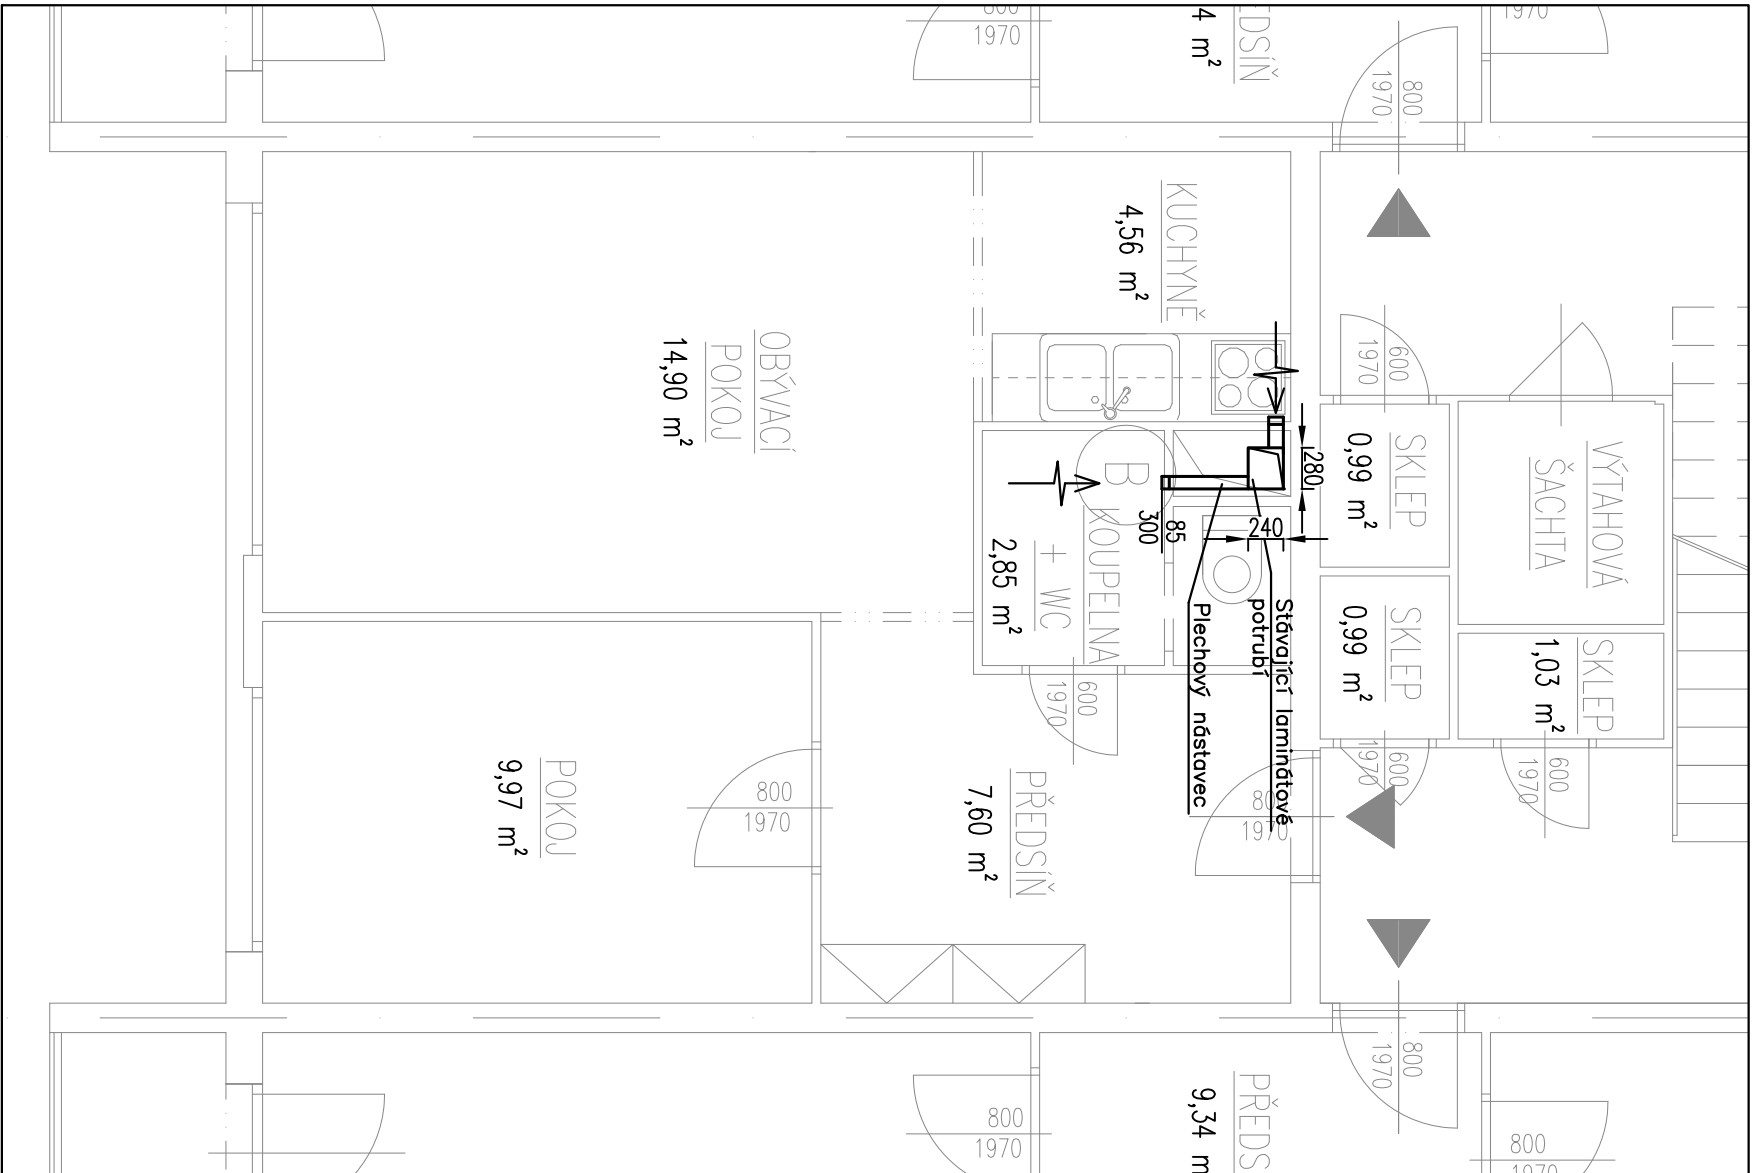 800
1970
4 m²
EDSÍŇ
1970
800
1970
KUCHYNĚ
4,56 m²
OBÝVACÍ
POKOJ
14,90 m²
600
1970
SKLEP
0,99 m²
VÝTAHOVÁ
ŠACHTA
280
240
85
300
B
KOUPELNA
+ WC
2,85 m²
Stávající laminátové
potrubí
Plechový nástavec
SKLEP
0,99 m²
SKLEP
1,03 m²
600
1970
600
1970
600
1970
800
1970
800
1970
PŘEDSÍŇ
7,60 m²
POKOJ
9,97 m²
800
1970
800
1970
PŘEDS
9,34 m
800
1970